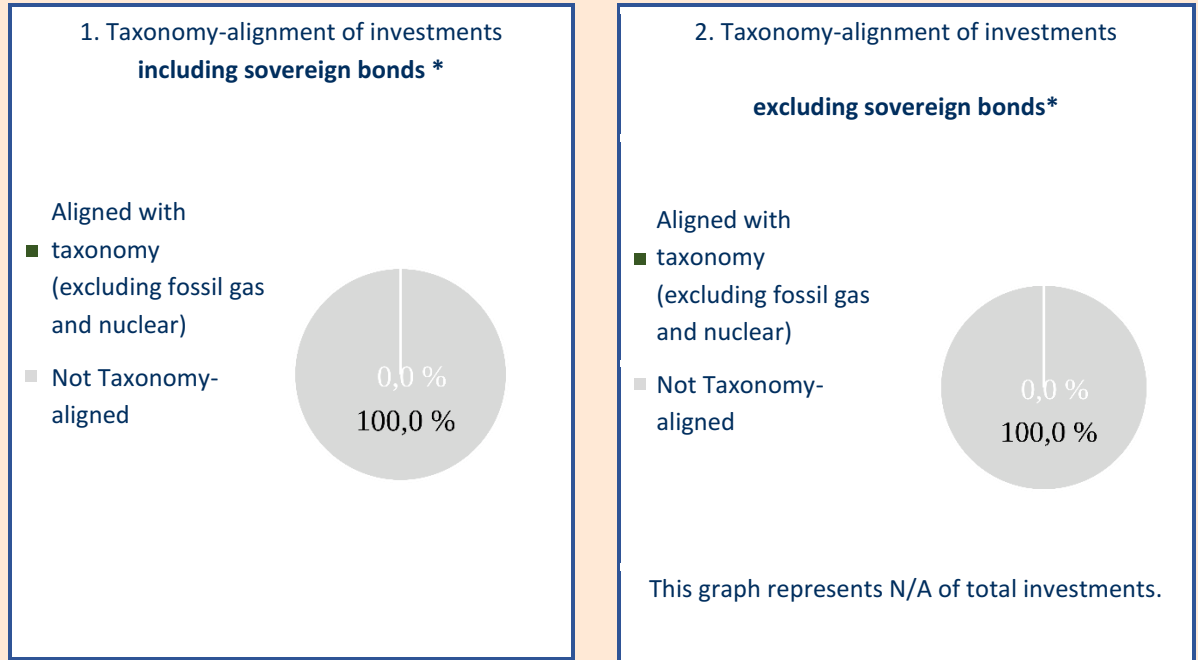 1. Taxonomy-alignment of investments
including sovereign bonds *
Aligned with
taxonomy
(excluding fossil gas
and nuclear)
Not Taxonomy-
aligned
0,0 %
100,0 %
2. Taxonomy-alignment of investments
excluding sovereign bonds*
Aligned with
taxonomy
(excluding fossil gas
and nuclear)
Not Taxonomy-
aligned
0,0 %
100,0 %
This graph represents N/A of total investments.